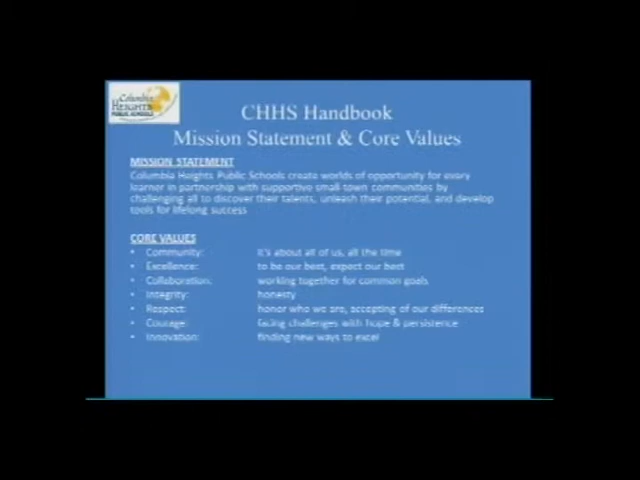 Columbia
HEIGHTS
PUBLIC SCHOOLS
CHHS Handbook
Mission Statement & Core Values
MISSION STATEMENT
Columbia Heights Public Schools create worlds of opportunity for every
learner in partnership with supportive small-town communities by
challenging all to discover their talents, unleash their potential, and develop
tools for lifelong success
CORE VALUES
• Community: it's about all of us, all the time
• Excellence: to be our best, expect our best
• Collaboration: working together for common goals
• Integrity: honesty
• Respect: honor who we are, accepting of our differences
• Courage: facing challenges with hope & persistence
• Innovation: finding new ways to excel